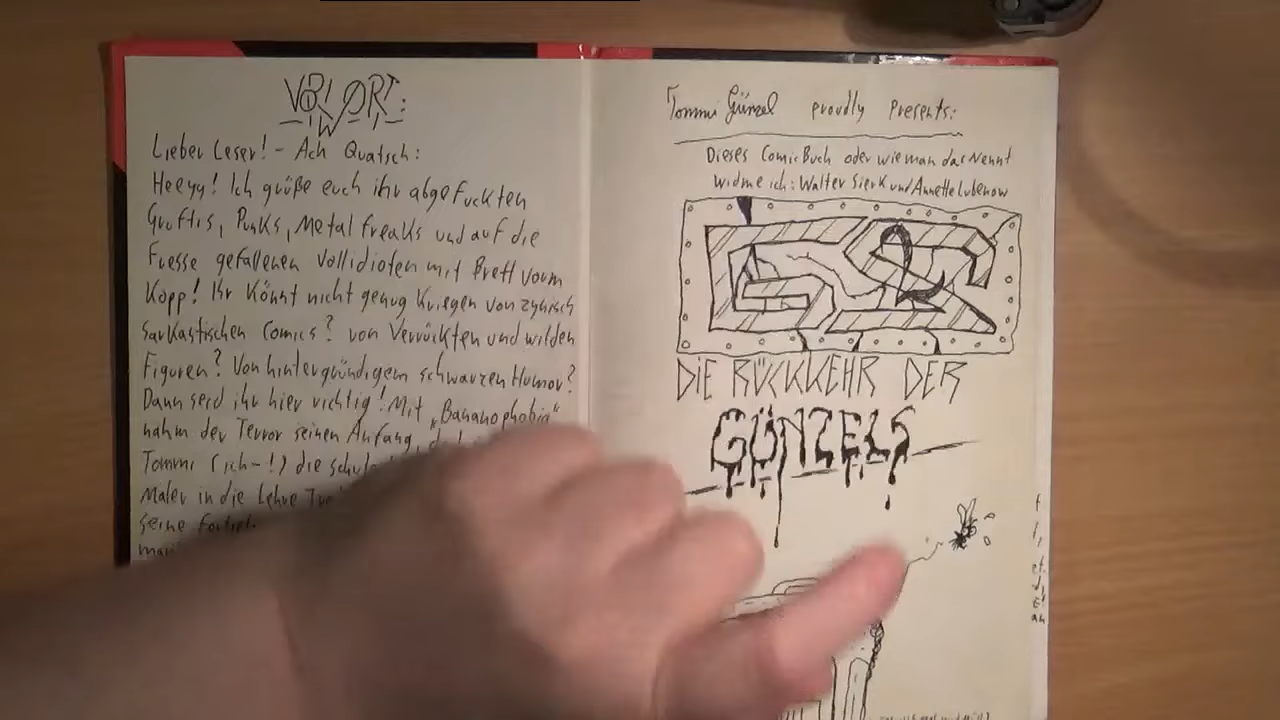 VORWORT:
Lieber Leser! - Ach Quatsch:
Heeyy! Ich grüße euch ihr abgefuckten
Gruftis, Punks, Metal freaks und auf die
Fresse gefallenen Vollidioten mit Brett vorm
Kopp! Ihr könnt nicht genug kriegen von zynisch
sarkastischen Comics? von Verrückten und wilden
Figuren? Von hintergründigem schwarzen Humor?
Dann seid ihr hier richtig! Mit „Bananophobia"
nahm der Terror seinen Anfang,
Tommi (ich-!) die
Maler in die Lehre
seine
Tommi Günzel proudly presents:
Dieses ComicBuch oder wie man das Nennt
widme ich: Walter Sierk und Annette Lubenow
DIE RÜCKKEHR DER
GÜNZELS